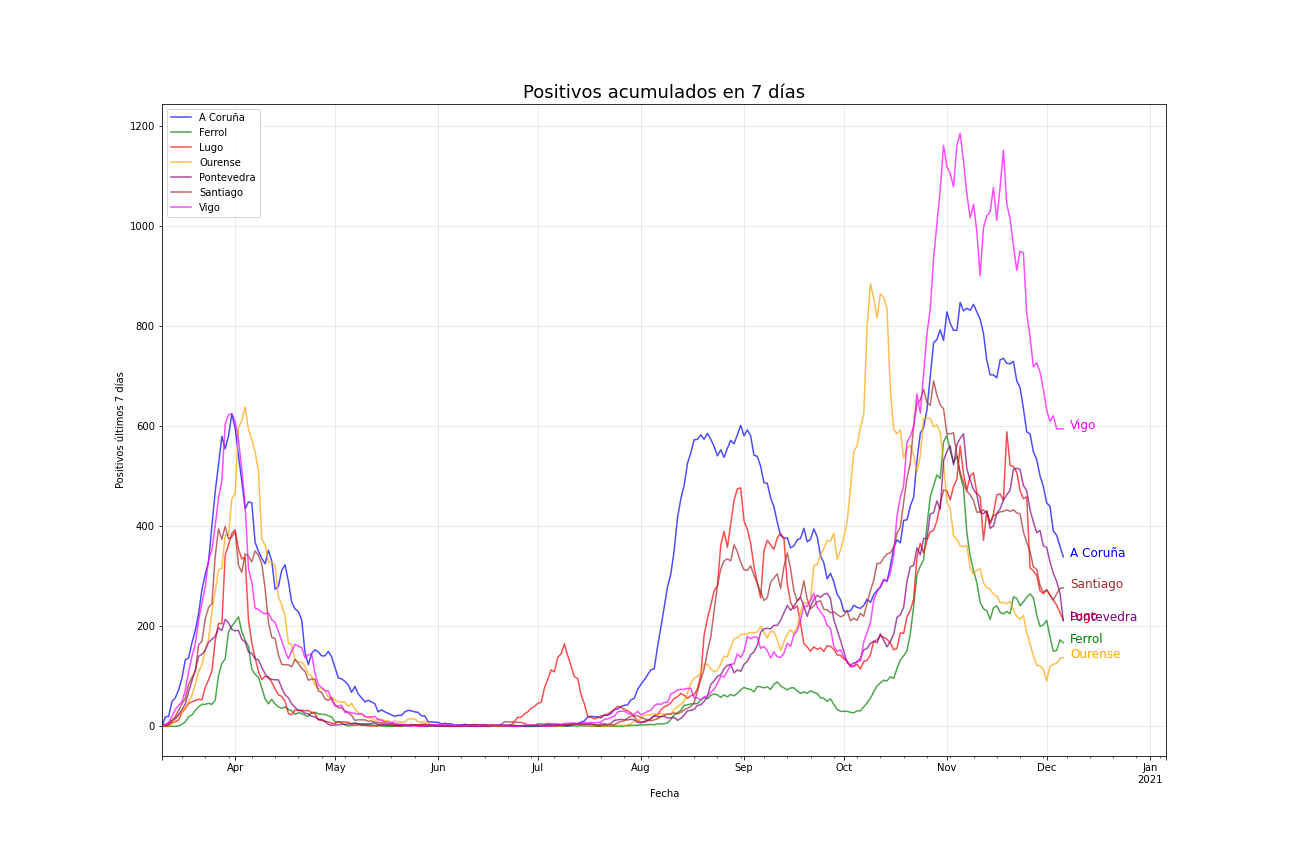 Positivos acumulados en 7 días
A Coruña
Ferrol
Lugo
Ourense
Pontevedra
Santiago
Vigo
1200
1000
800
600
400
200
0
Positivos últimos 7 días
Vigo
A Coruña
Santiago
Lugo
Pontevedra
Ferrol
Ourense
Apr May Jun Jul Aug Sep Oct Nov Dec Jan
2021
Fecha